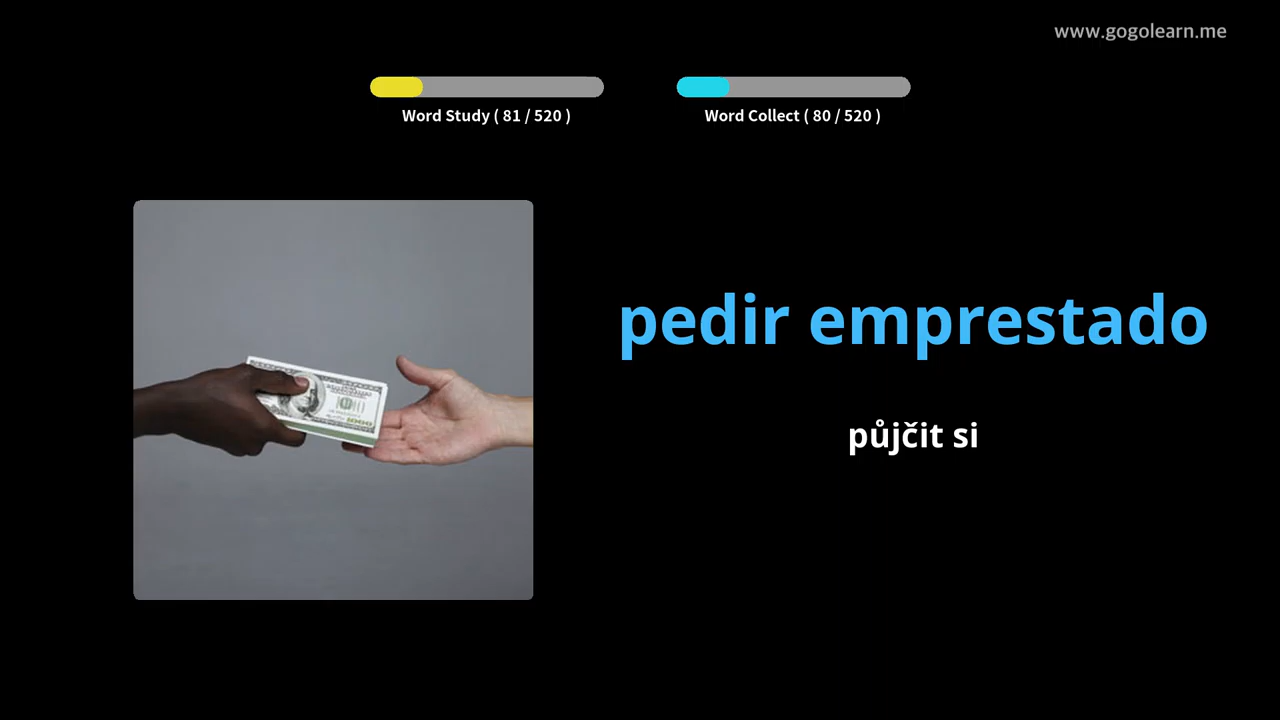 www.gogolearn.me
Word Study ( 81 / 520 )
Word Collect ( 80 / 520 )
pedir emprestado
půjčit si